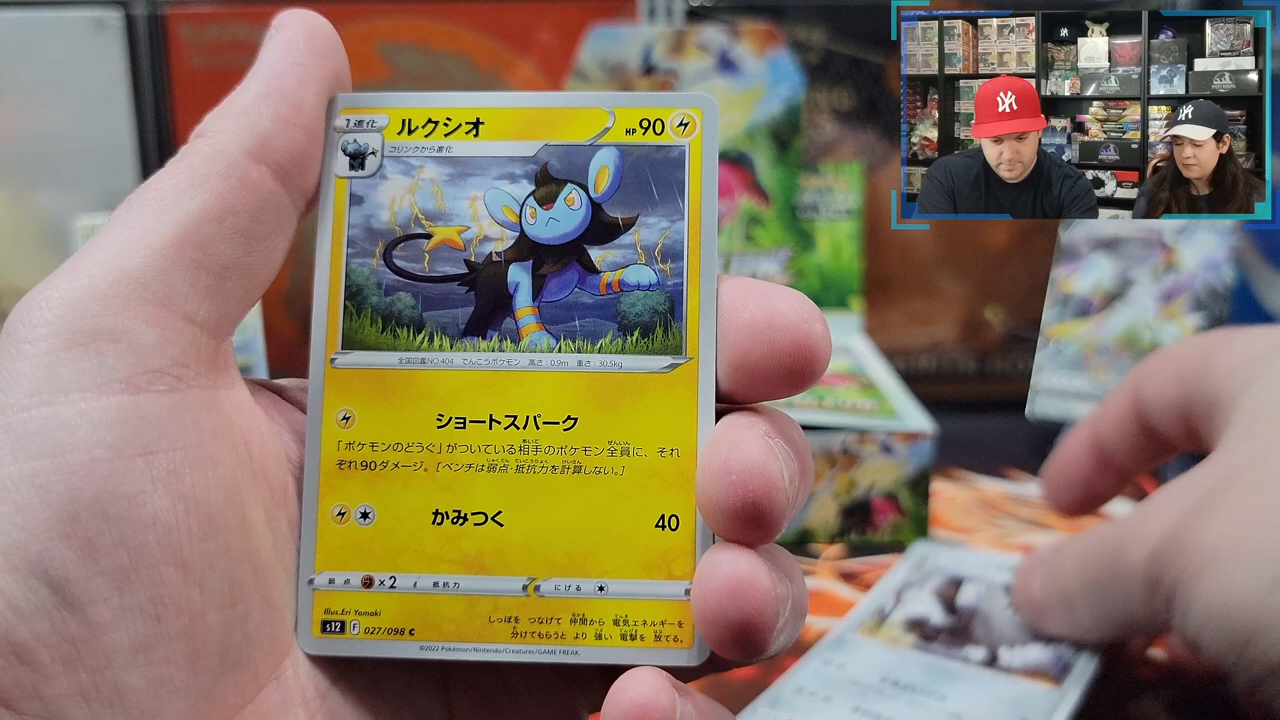 1進化
ルクシオ
HP90
コリンクから進化
全国図鑑NO.404 でんこうポケモン 高さ:0.9m 重さ:30.5kg
ショートスパーク
「ポケモンのどうぐ」がついている相手のポケモン全員に、それ
ぞれ90ダメージ。[ベンチは弱点・抵抗力を計算しない。]
かみつく 40
弱点 ×2 抵抗力 にげる
Illus.Eri Yamaki
s12 F 027/098 C
しっぽを つなげて 仲間から 電気エネルギーを
分けてもらうと より 強い 電撃を 放てる。
©2022 Pokémon/Nintendo/Creatures/GAME FREAK.